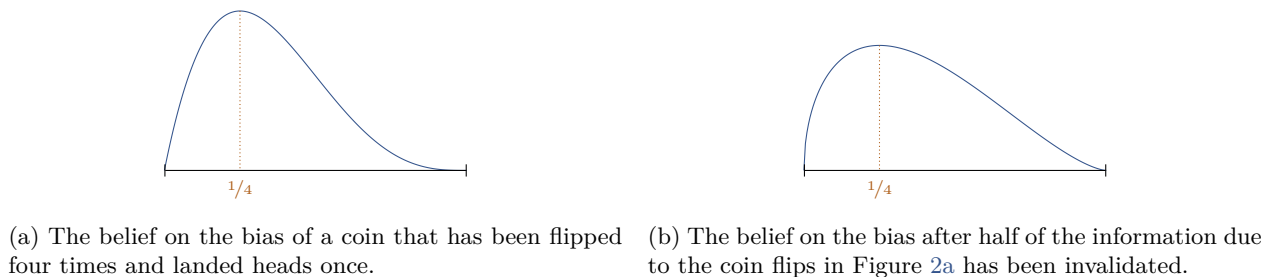 1/4
1/4
(a) The belief on the bias of a coin that has been flipped
four times and landed heads once.
(b) The belief on the bias after half of the information due
to the coin flips in Figure 2a has been invalidated.